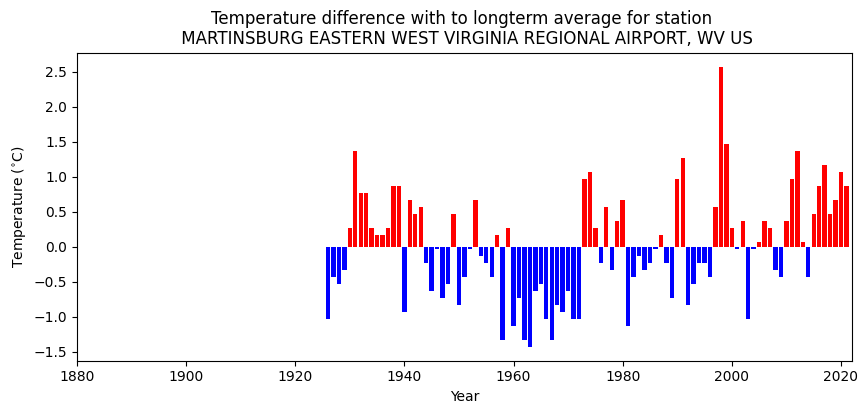 Temperature difference with to longterm average for station
MARTINSBURG EASTERN WEST VIRGINIA REGIONAL AIRPORT, WV US
2.5
2.0
1.5
1.0
0.5
0.0
−0.5
−1.0
−1.5
Temperature (°C)
1880 1900 1920 1940 1960 1980 2000 2020
Year